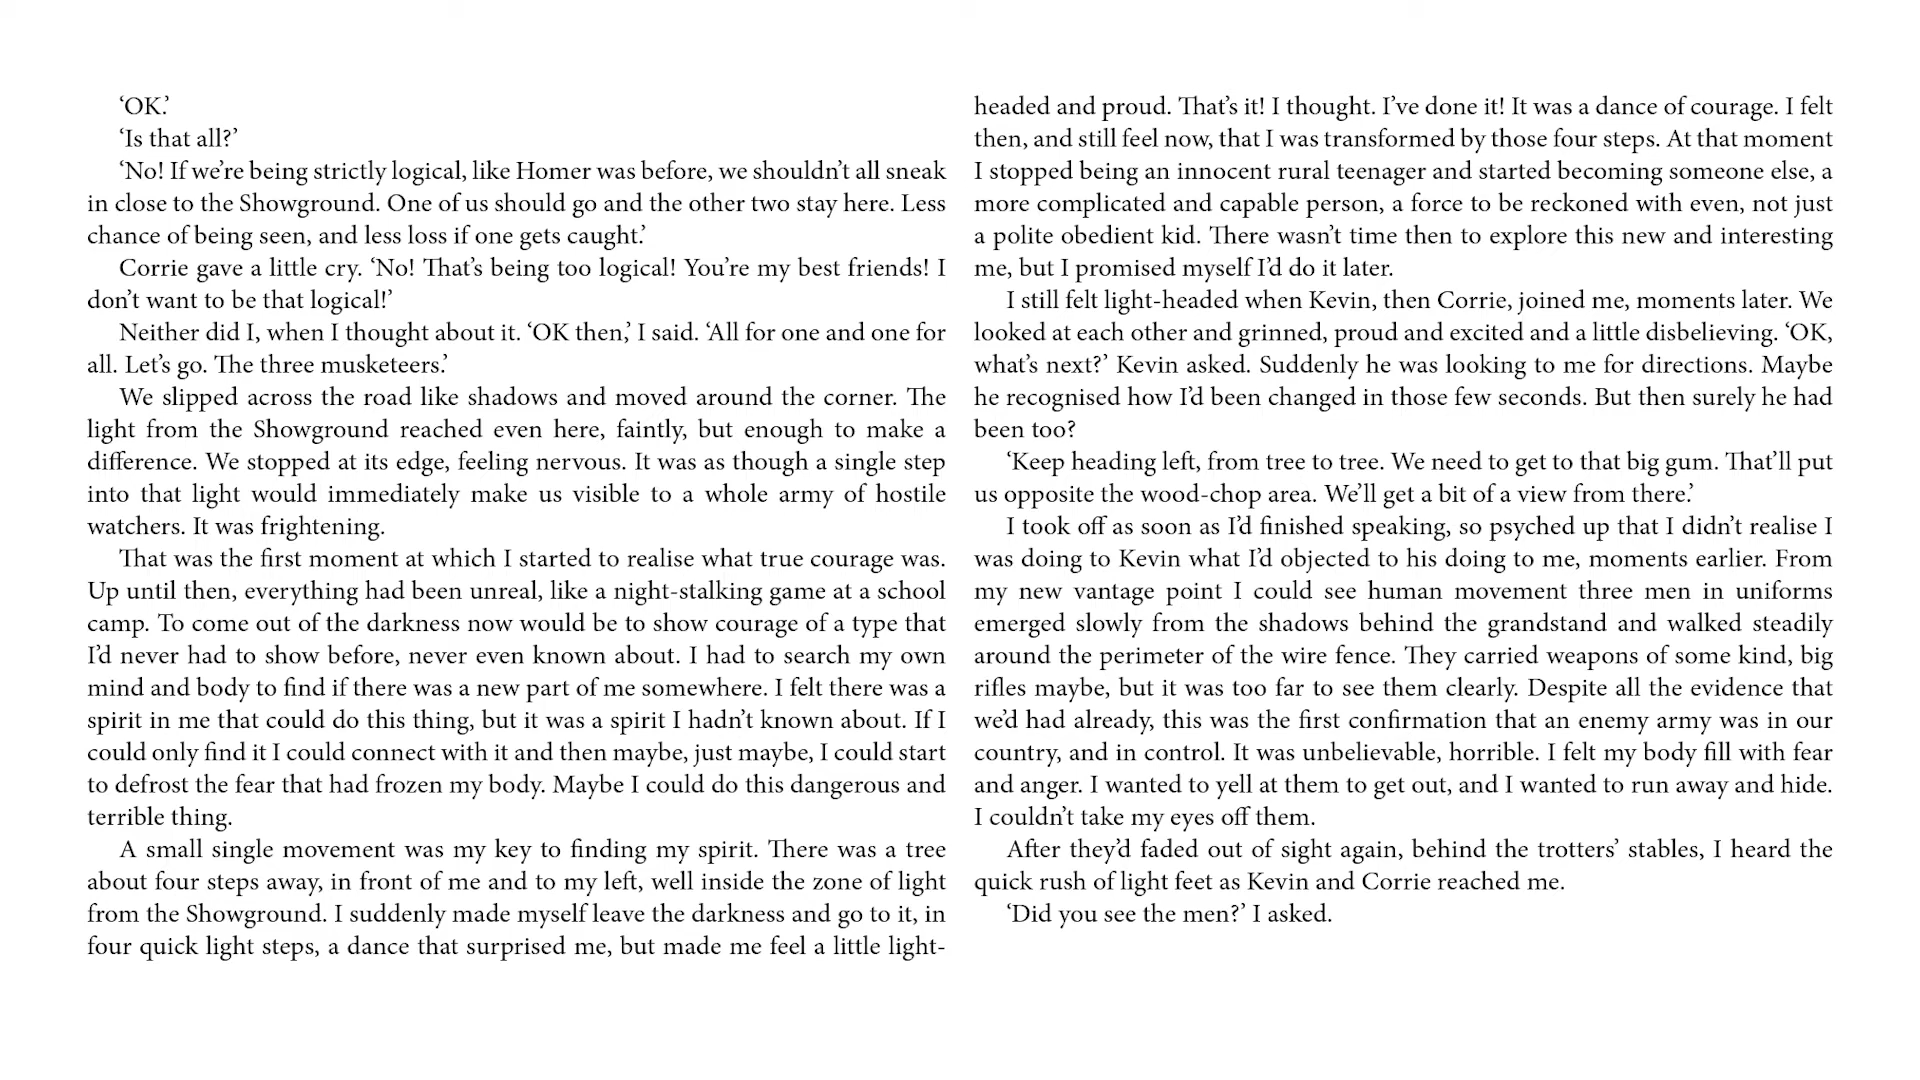 ‘OK.’
‘Is that all?’
‘No! If we’re being strictly logical, like Homer was before, we shouldn’t all sneak
in close to the Showground. One of us should go and the other two stay here. Less
chance of being seen, and less loss if one gets caught.’
Corrie gave a little cry. ‘No! That’s being too logical! You’re my best friends! I
don’t want to be that logical!’
Neither did I, when I thought about it. ‘OK then,’ I said. ‘All for one and one for
all. Let’s go. The three musketeers.’
We slipped across the road like shadows and moved around the corner. The
light from the Showground reached even here, faintly, but enough to make a
difference. We stopped at its edge, feeling nervous. It was as though a single step
into that light would immediately make us visible to a whole army of hostile
watchers. It was frightening.
That was the first moment at which I started to realise what true courage was.
Up until then, everything had been unreal, like a night-stalking game at a school
camp. To come out of the darkness now would be to show courage of a type that
I’d never had to show before, never even known about. I had to search my own
mind and body to find if there was a new part of me somewhere. I felt there was a
spirit in me that could do this thing, but it was a spirit I hadn’t known about. If I
could only find it I could connect with it and then maybe, just maybe, I could start
to defrost the fear that had frozen my body. Maybe I could do this dangerous and
terrible thing.
A small single movement was my key to finding my spirit. There was a tree
about four steps away, in front of me and to my left, well inside the zone of light
from the Showground. I suddenly made myself leave the darkness and go to it, in
four quick light steps, a dance that surprised me, but made me feel a little light-
headed and proud. That’s it! I thought. I’ve done it! It was a dance of courage. I felt
then, and still feel now, that I was transformed by those four steps. At that moment
I stopped being an innocent rural teenager and started becoming someone else, a
more complicated and capable person, a force to be reckoned with even, not just
a polite obedient kid. There wasn’t time then to explore this new and interesting
me, but I promised myself I’d do it later.
I still felt light-headed when Kevin, then Corrie, joined me, moments later. We
looked at each other and grinned, proud and excited and a little disbelieving. ‘OK,
what’s next?’ Kevin asked. Suddenly he was looking to me for directions. Maybe
he recognised how I’d been changed in those few seconds. But then surely he had
been too?
‘Keep heading left, from tree to tree. We need to get to that big gum. That’ll put
us opposite the wood-chop area. We’ll get a bit of a view from there.’
I took off as soon as I’d finished speaking, so psyched up that I didn’t realise I
was doing to Kevin what I’d objected to his doing to me, moments earlier. From
my new vantage point I could see human movement three men in uniforms
emerged slowly from the shadows behind the grandstand and walked steadily
around the perimeter of the wire fence. They carried weapons of some kind, big
rifles maybe, but it was too far to see them clearly. Despite all the evidence that
we’d had already, this was the first confirmation that an enemy army was in our
country, and in control. It was unbelievable, horrible. I felt my body fill with fear
and anger. I wanted to yell at them to get out, and I wanted to run away and hide.
I couldn’t take my eyes off them.
After they’d faded out of sight again, behind the trotters’ stables, I heard the
quick rush of light feet as Kevin and Corrie reached me.
‘Did you see the men?’ I asked.